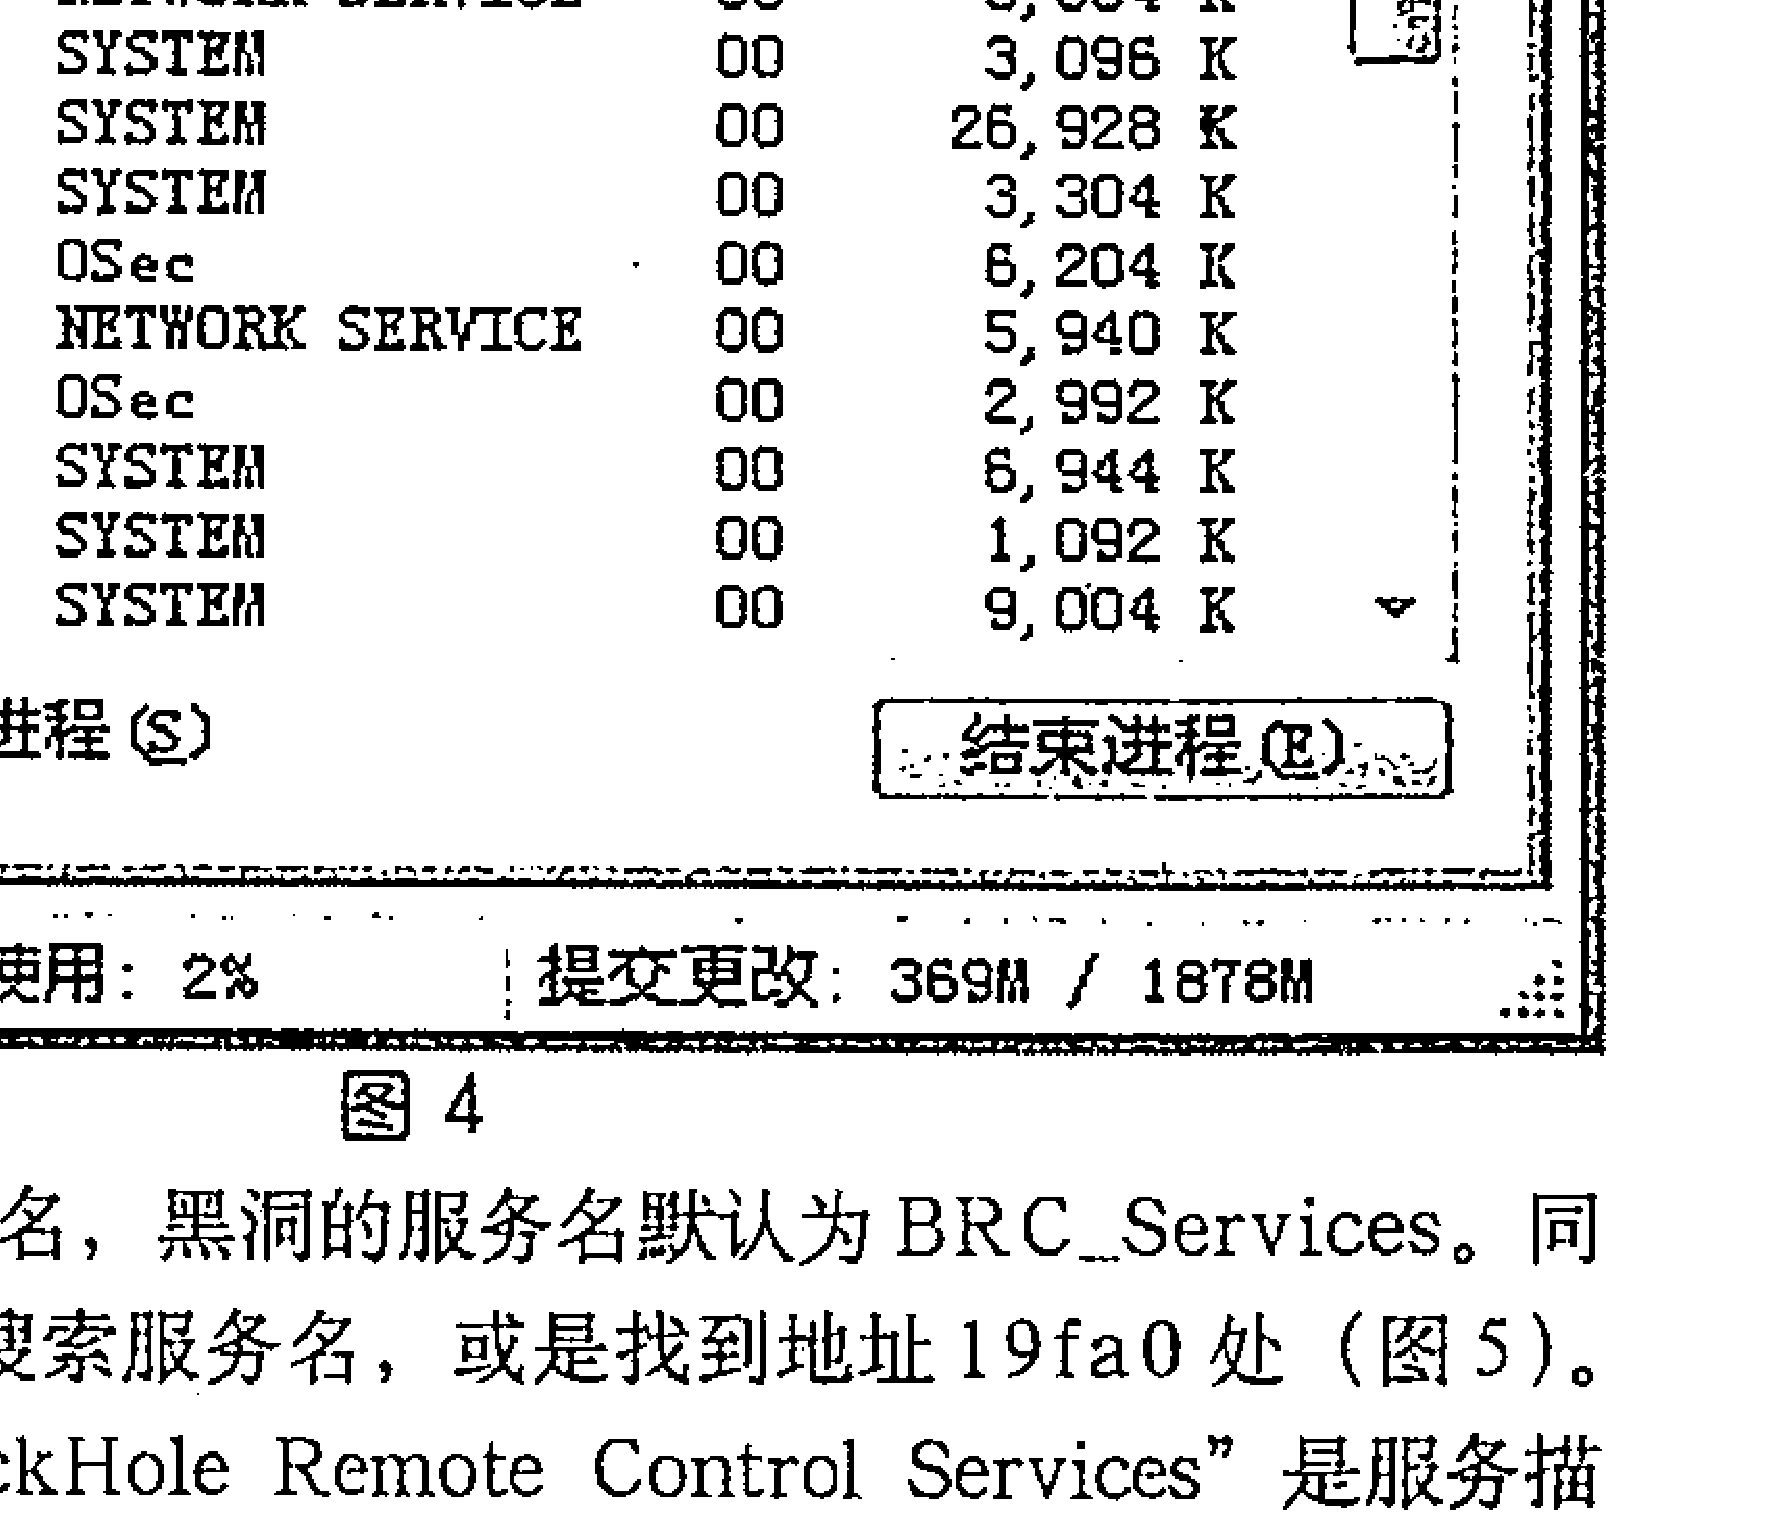 NETWORK SERVICE 00 K
SYSTEM 00 3,096 K
SYSTEM 00 26,928 K
SYSTEM 00 3,304 K
OSec 00 6,204 K
NETWORK SERVICE 00 5,940 K
OSec 00 2,992 K
SYSTEM 00 6,944 K
SYSTEM 00 1,092 K
SYSTEM 00 9,004 K
进程(S) 结束进程(E)
使用: 2% 提交更改: 369M / 1878M
图 4
名，黑洞的服务名默认为BRC_Services。同
搜索服务名，或是找到地址19fa0处（图5）。
ckHole Remote Control Services”是服务描